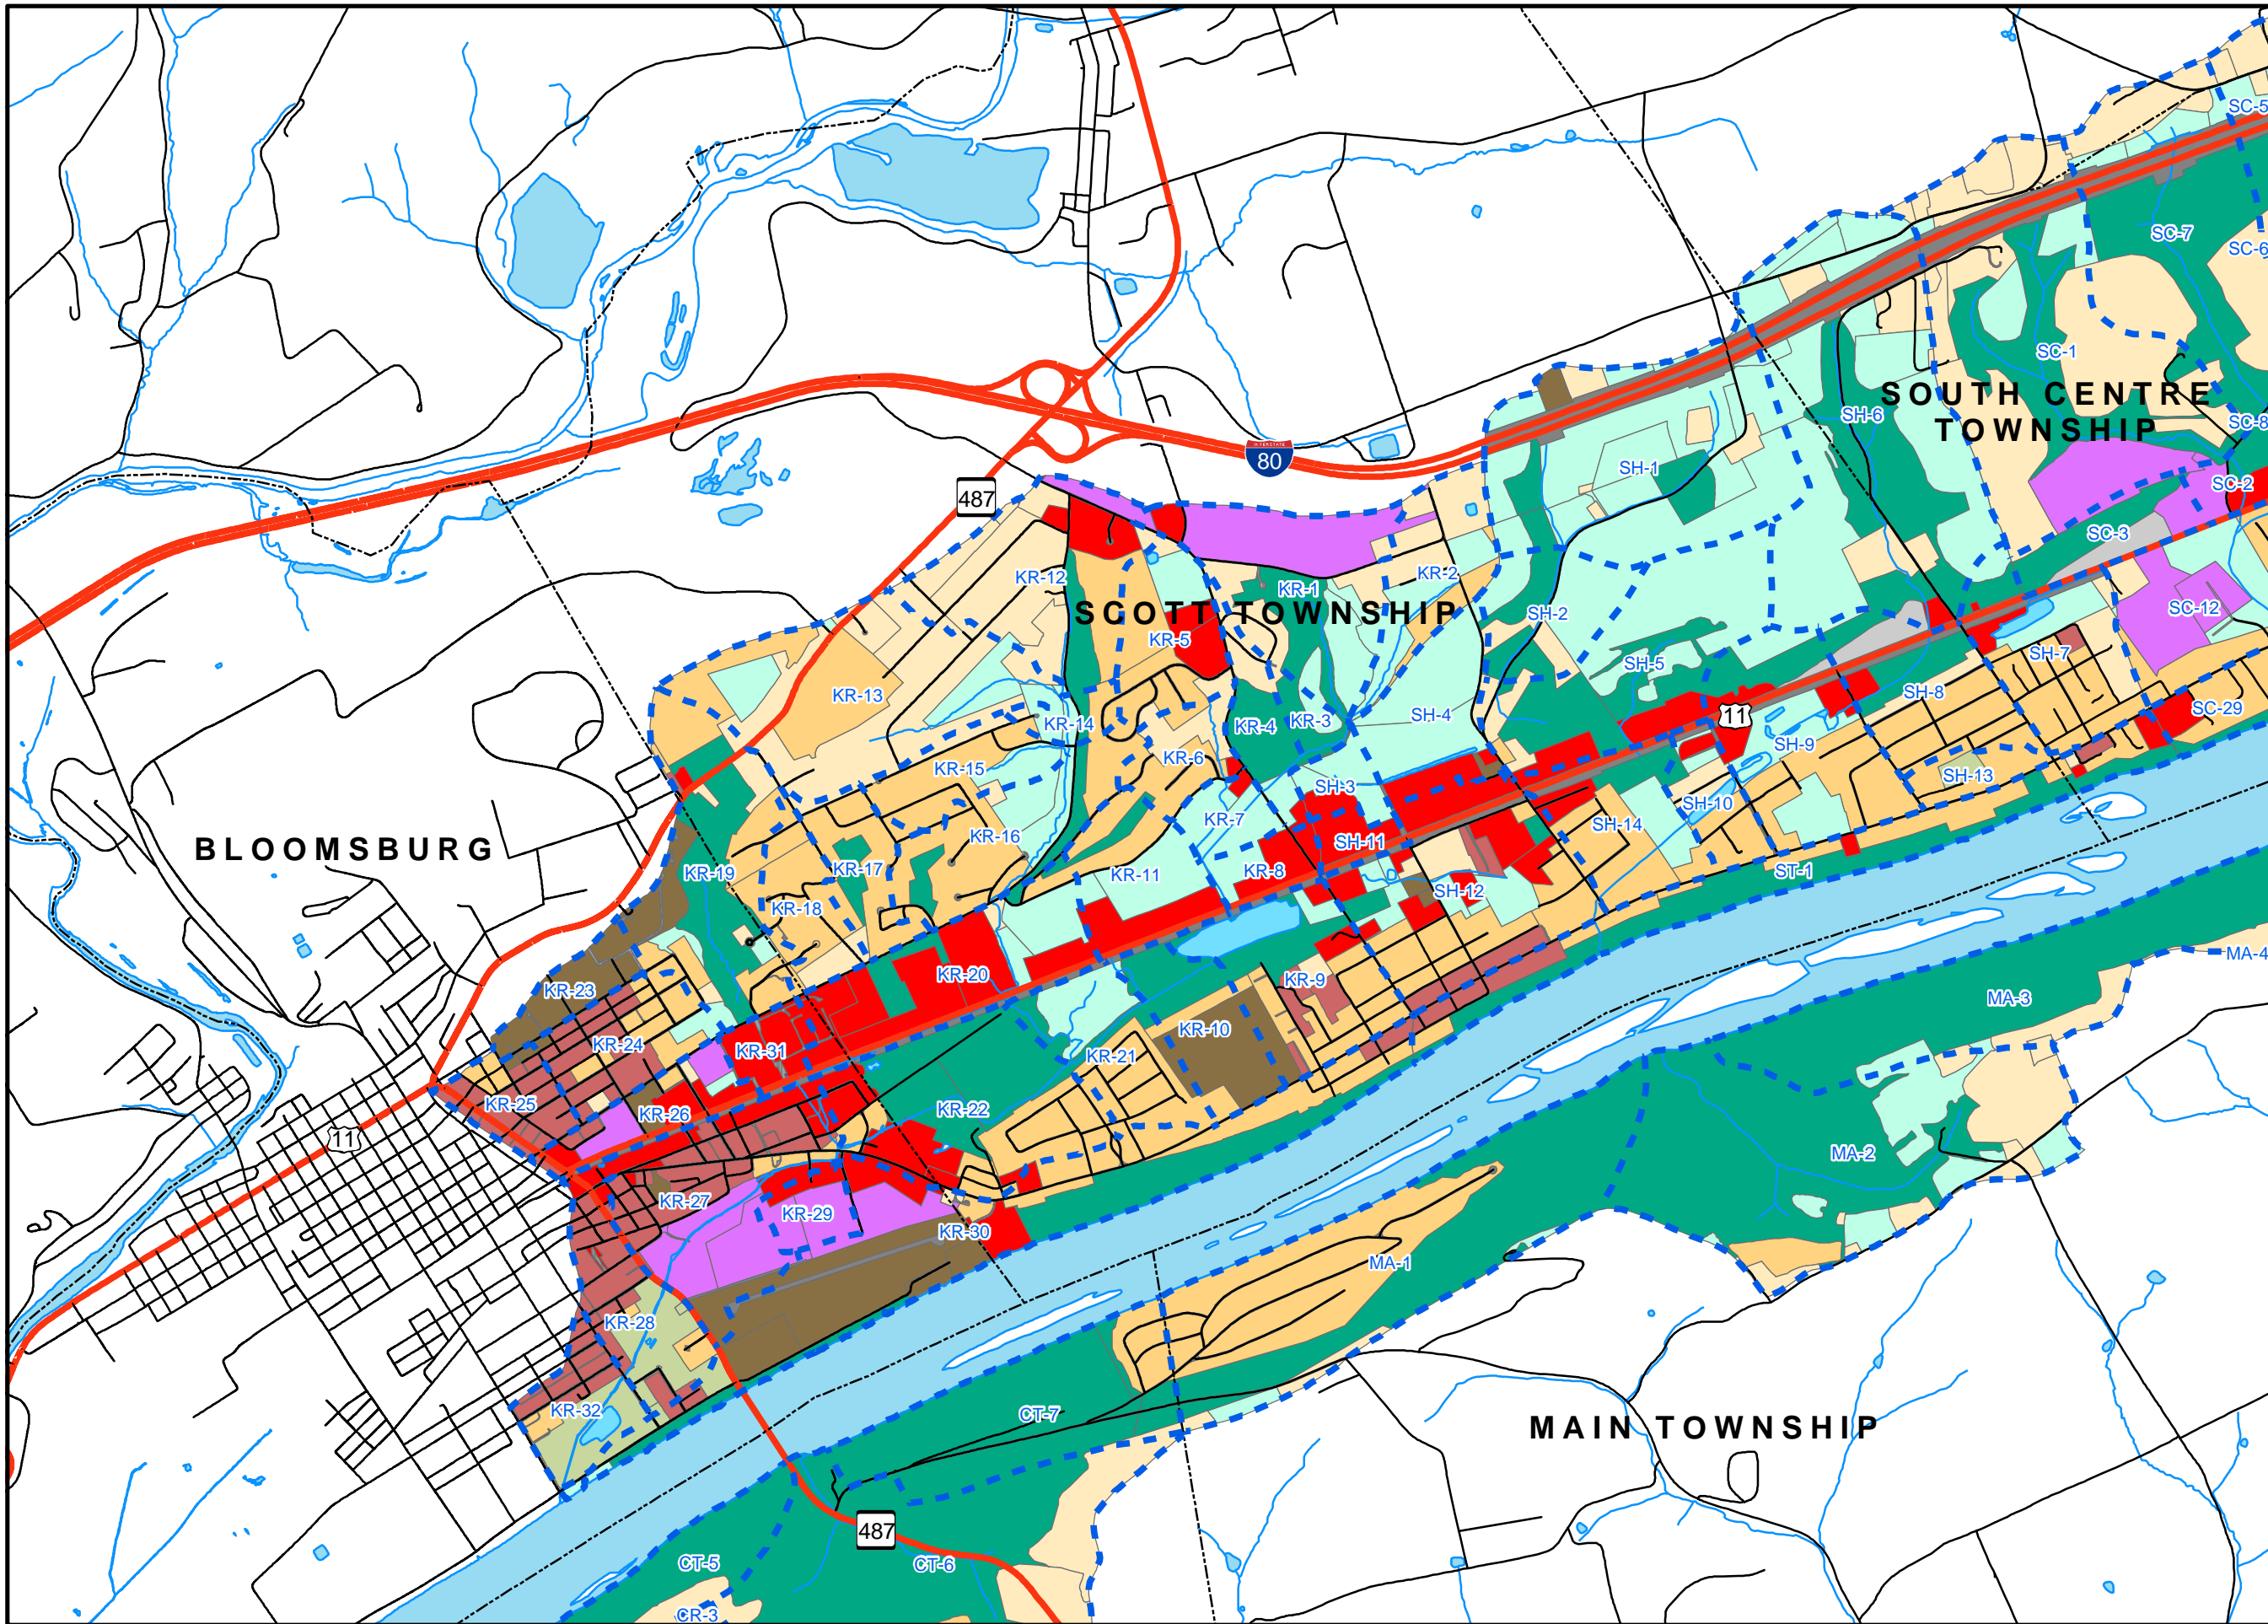 SC-5
SC-7
SC-6
SC-1
SOUTH CENTRE
TOWNSHIP
SH-6
SC-8
INTERSTATE
80
SH-1
SC-2
487
SC-3
KR-12
KR-1
KR-2
SCOTT TOWNSHIP
SH-2
SC-12
KR-5
SH-5
SH-7
KR-13
SH-8
KR-14
KR-4
KR-3
SH-4
11
SC-29
KR-15
KR-6
SH-9
SH-3
SH-13
SH-10
KR-7
KR-16
SH-14
BLOOMSBURG
SH-11
KR-19
KR-17
KR-11
KR-8
SH-12
ST-1
KR-18
MA-4
KR-20
KR-9
KR-23
MA-3
KR-10
KR-24
KR-31
KR-21
KR-25
KR-26
KR-22
11
MA-2
KR-27
KR-29
KR-30
MA-1
KR-28
KR-32
CT-7
MAIN TOWNSHIP
487
CT-5
CT-6
CR-3